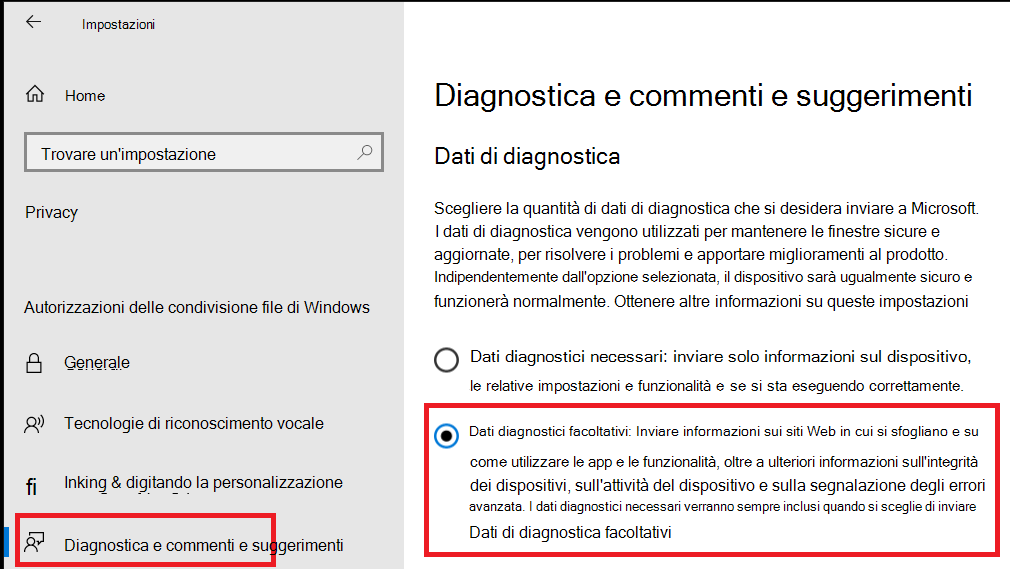 Impostazioni
Home
Trovare un'impostazione
Privacy
Autorizzazioni delle condivisione file di Windows
Generale
Tecnologie di riconoscimento vocale
fi Inking & digitando la personalizzazione
Diagnostica e commenti e suggerimenti
Diagnostica e commenti e suggerimenti
Dati di diagnostica
Scegliere la quantità di dati di diagnostica che si desidera inviare a Microsoft.
I dati di diagnostica vengono utilizzati per mantenere le finestre sicure e
aggiornate, per risolvere i problemi e apportare miglioramenti al prodotto.
Indipendentemente dall'opzione selezionata, il dispositivo sarà ugualmente sicuro e
funzionerà normalmente. Ottenere altre informazioni su queste impostazioni
Dati diagnostici necessari: inviare solo informazioni sul dispositivo,
le relative impostazioni e funzionalità e se si sta eseguendo correttamente.
Dati diagnostici facoltativi: Inviare informazioni sui siti Web in cui si sfogliano e su
come utilizzare le app e le funzionalità, oltre a ulteriori informazioni sull'integrità
dei dispositivi, sull'attività del dispositivo e sulla segnalazione degli errori
avanzata. I dati diagnostici necessari verranno sempre inclusi quando si sceglie di inviare
Dati di diagnostica facoltativi